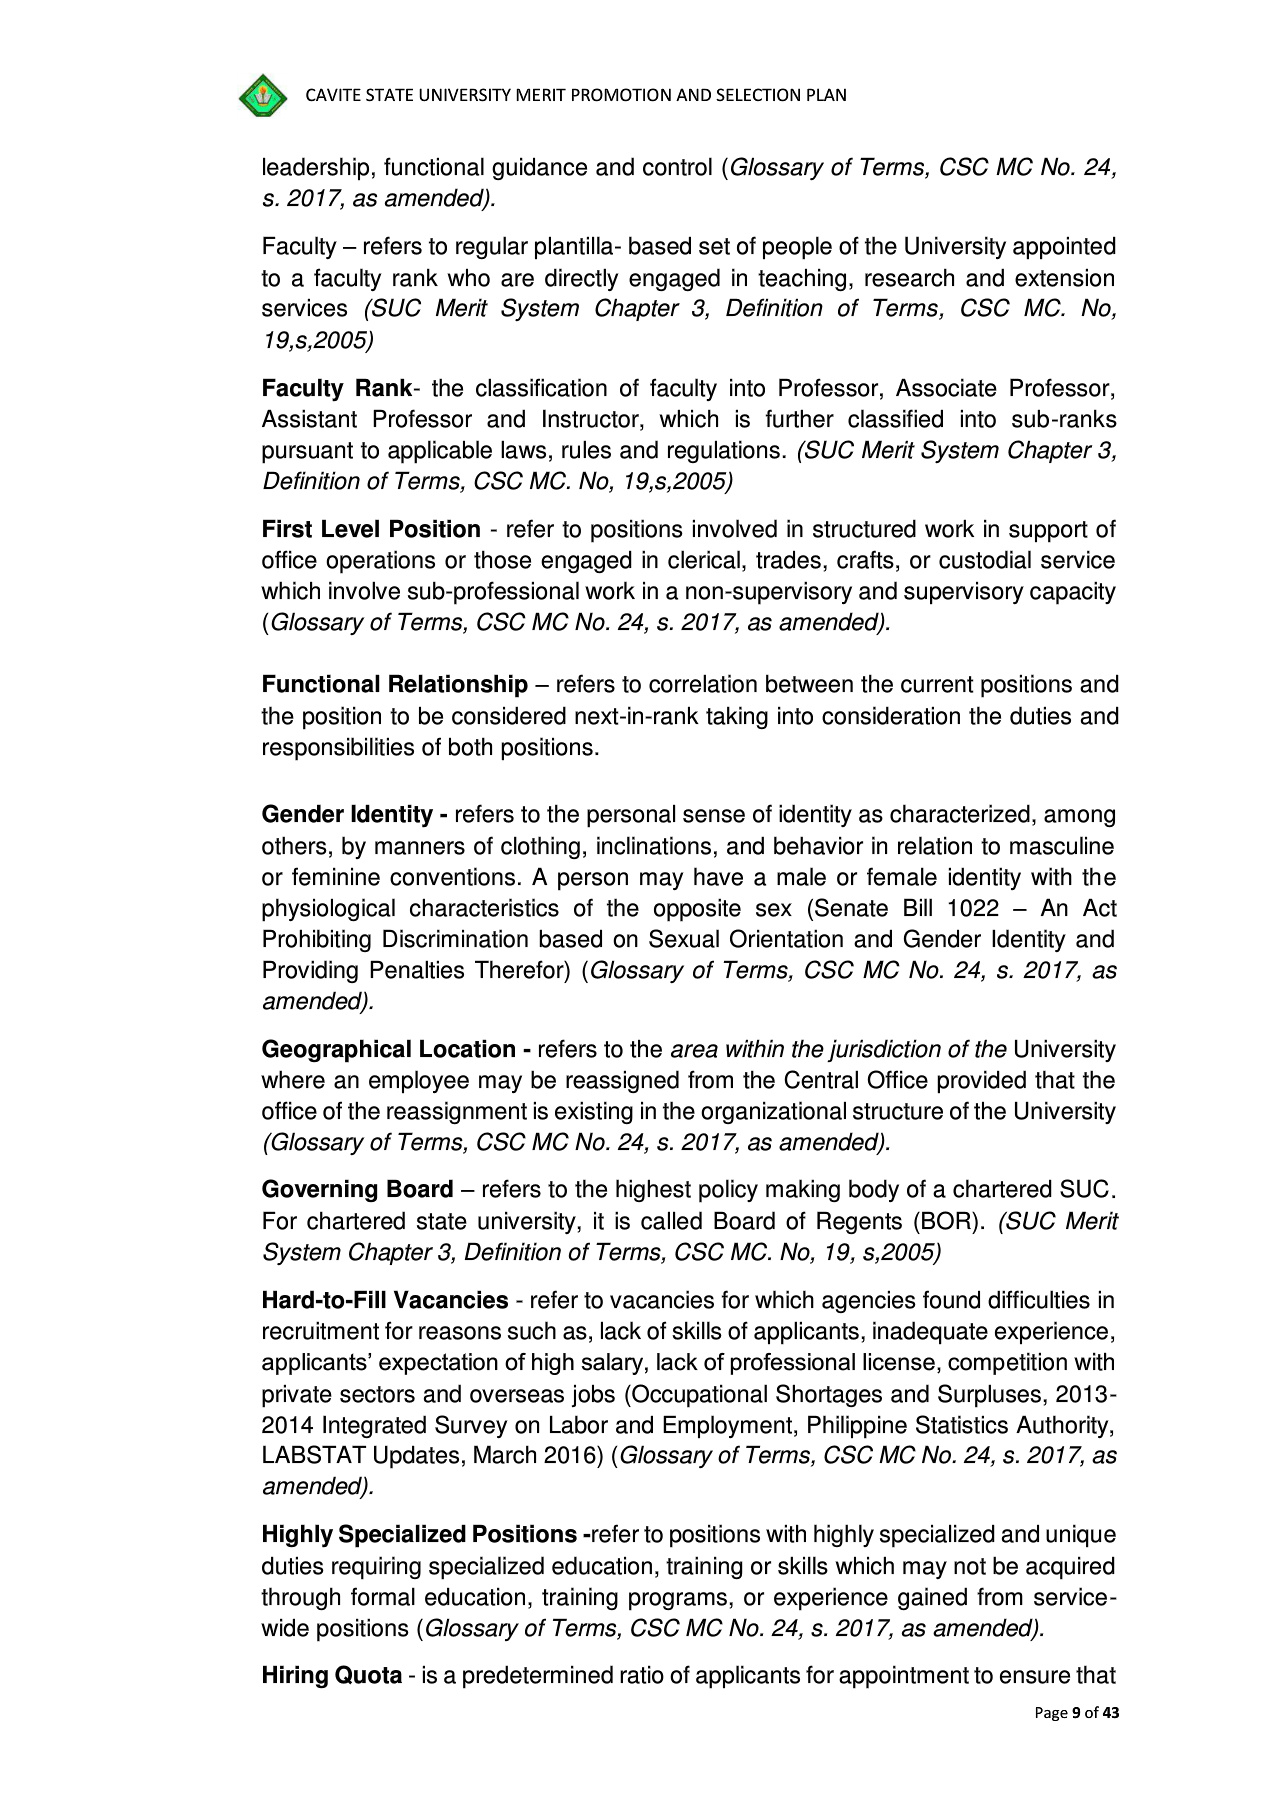 CAVITE STATE UNIVERSITY MERIT PROMOTION AND SELECTION PLAN
leadership, functional guidance and control (Glossary of Terms, CSC MC No. 24,
s. 2017, as amended).
Faculty – refers to regular plantilla- based set of people of the University appointed
to a faculty rank who are directly engaged in teaching, research and extension
services (SUC Merit System Chapter 3, Definition of Terms, CSC MC. No,
19,s,2005)
Faculty Rank- the classification of faculty into Professor, Associate Professor,
Assistant Professor and Instructor, which is further classified into sub-ranks
pursuant to applicable laws, rules and regulations. (SUC Merit System Chapter 3,
Definition of Terms, CSC MC. No, 19,s,2005)
First Level Position - refer to positions involved in structured work in support of
office operations or those engaged in clerical, trades, crafts, or custodial service
which involve sub-professional work in a non-supervisory and supervisory capacity
(Glossary of Terms, CSC MC No. 24, s. 2017, as amended).
Functional Relationship – refers to correlation between the current positions and
the position to be considered next-in-rank taking into consideration the duties and
responsibilities of both positions.
Gender Identity - refers to the personal sense of identity as characterized, among
others, by manners of clothing, inclinations, and behavior in relation to masculine
or feminine conventions. A person may have a male or female identity with the
physiological characteristics of the opposite sex (Senate Bill 1022 – An Act
Prohibiting Discrimination based on Sexual Orientation and Gender Identity and
Providing Penalties Therefor) (Glossary of Terms, CSC MC No. 24, s. 2017, as
amended).
Geographical Location - refers to the area within the jurisdiction of the University
where an employee may be reassigned from the Central Office provided that the
office of the reassignment is existing in the organizational structure of the University
(Glossary of Terms, CSC MC No. 24, s. 2017, as amended).
Governing Board – refers to the highest policy making body of a chartered SUC.
For chartered state university, it is called Board of Regents (BOR). (SUC Merit
System Chapter 3, Definition of Terms, CSC MC. No, 19, s,2005)
Hard-to-Fill Vacancies - refer to vacancies for which agencies found difficulties in
recruitment for reasons such as, lack of skills of applicants, inadequate experience,
applicants’ expectation of high salary, lack of professional license, competition with
private sectors and overseas jobs (Occupational Shortages and Surpluses, 2013-
2014 Integrated Survey on Labor and Employment, Philippine Statistics Authority,
LABSTAT Updates, March 2016) (Glossary of Terms, CSC MC No. 24, s. 2017, as
amended).
Highly Specialized Positions -refer to positions with highly specialized and unique
duties requiring specialized education, training or skills which may not be acquired
through formal education, training programs, or experience gained from service-
wide positions (Glossary of Terms, CSC MC No. 24, s. 2017, as amended).
Hiring Quota - is a predetermined ratio of applicants for appointment to ensure that
Page 9 of 43